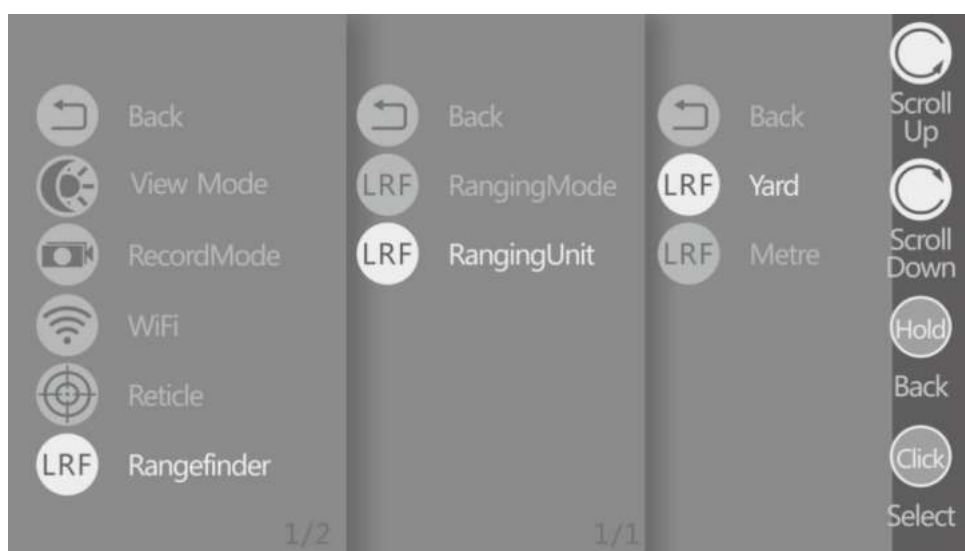 Back
View Mode
RecordMode
WiFi
Reticle
LRF Rangefinder
1/2
Back
LRF RangingMode
LRF RangingUnit
1/1
Back
LRF Yard
LRF Metre
Scroll
Up
Scroll
Down
Hold
Back
Click
Select